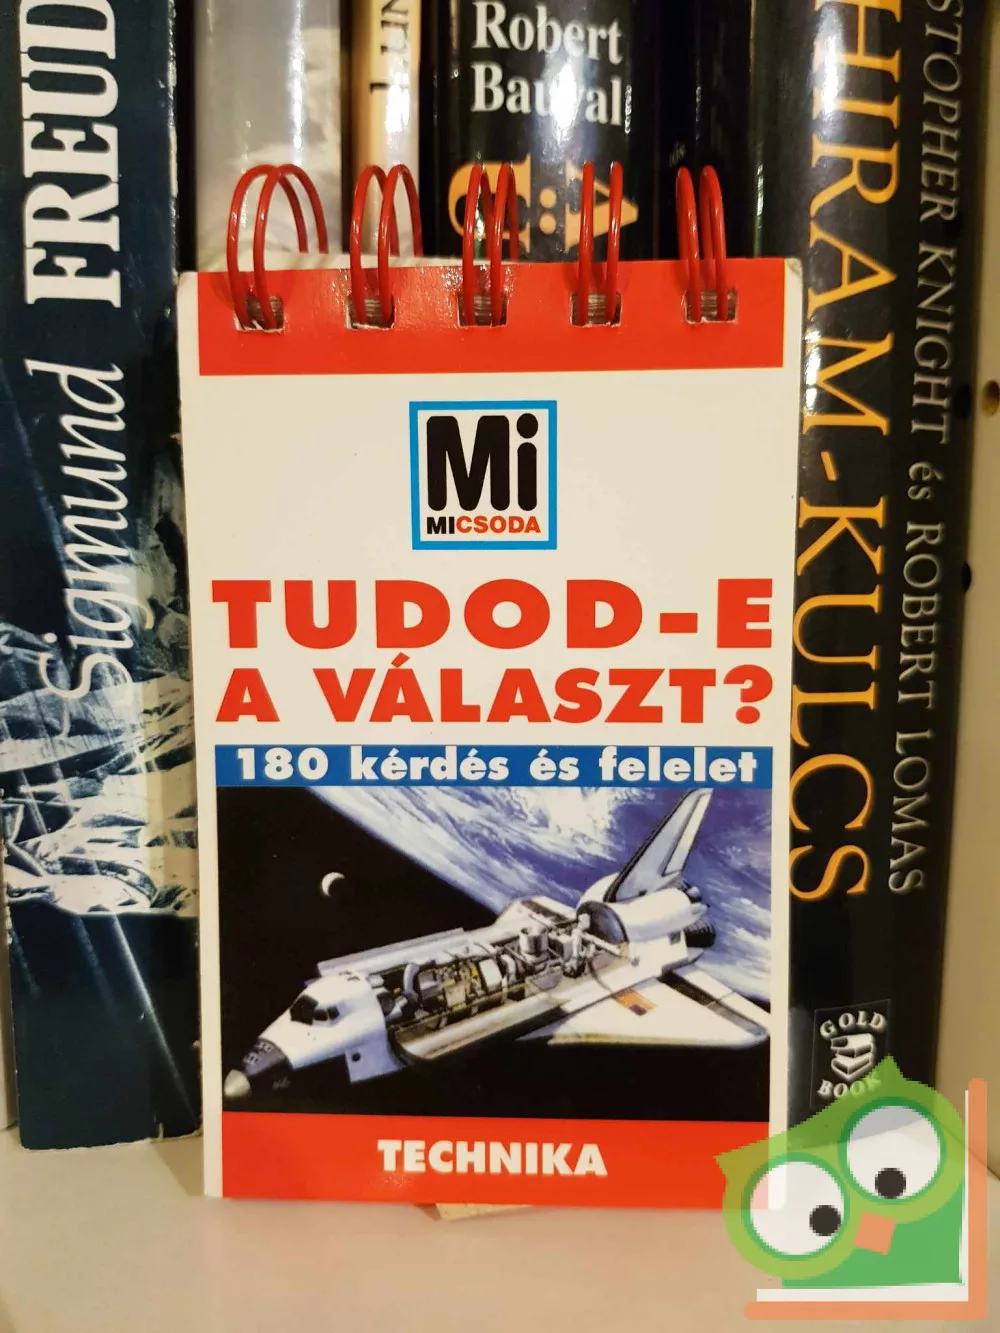 Sigmund FREUD
Robert
Bauval
HIRAM-KULCS
STOPHER KNIGHT és ROBERT LOMAS
GOLD
BOOK
Mi
MICSODA
TUDOD-E
A VÁLASZT?
180 kérdés és felelet
TECHNIKA